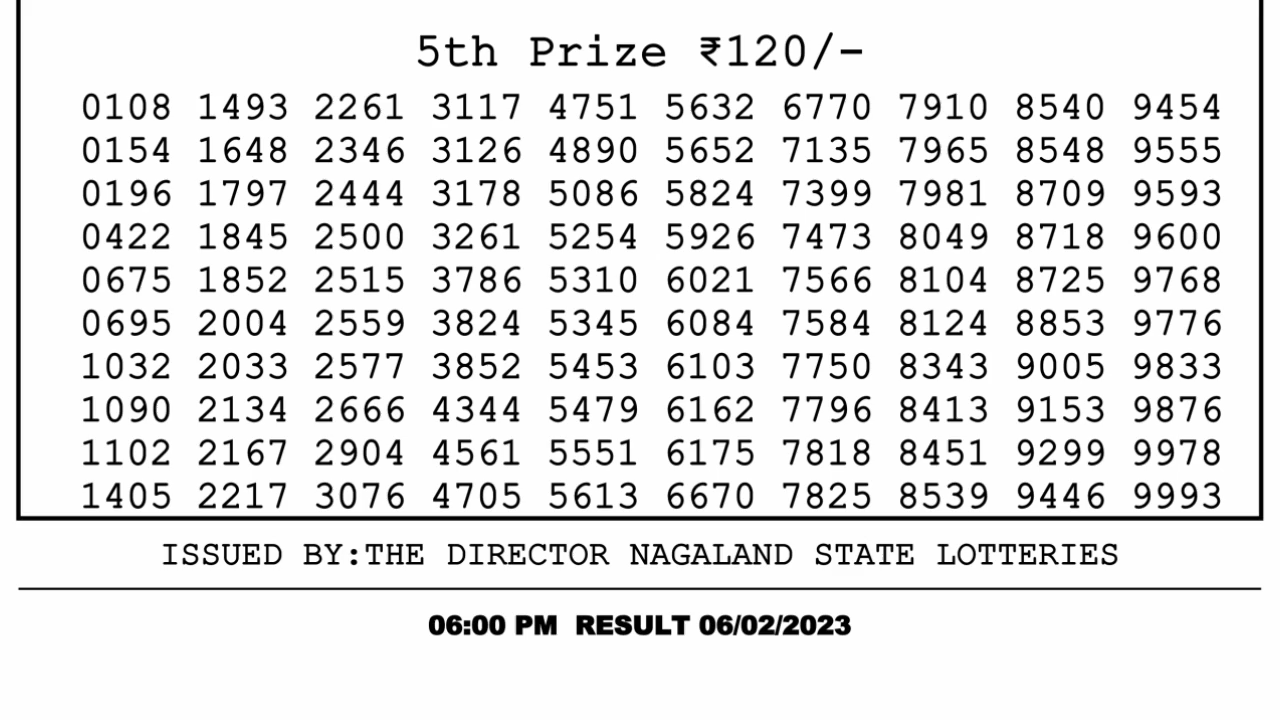 5th Prize ₹120/-
0108 1493 2261 3117 4751 5632 6770 7910 8540 9454
0154 1648 2346 3126 4890 5652 7135 7965 8548 9555
0196 1797 2444 3178 5086 5824 7399 7981 8709 9593
0422 1845 2500 3261 5254 5926 7473 8049 8718 9600
0675 1852 2515 3786 5310 6021 7566 8104 8725 9768
0695 2004 2559 3824 5345 6084 7584 8124 8853 9776
1032 2033 2577 3852 5453 6103 7750 8343 9005 9833
1090 2134 2666 4344 5479 6162 7796 8413 9153 9876
1102 2167 2904 4561 5551 6175 7818 8451 9299 9978
1405 2217 3076 4705 5613 6670 7825 8539 9446 9993
ISSUED BY:THE DIRECTOR NAGALAND STATE LOTTERIES
06:00 PM RESULT 06/02/2023